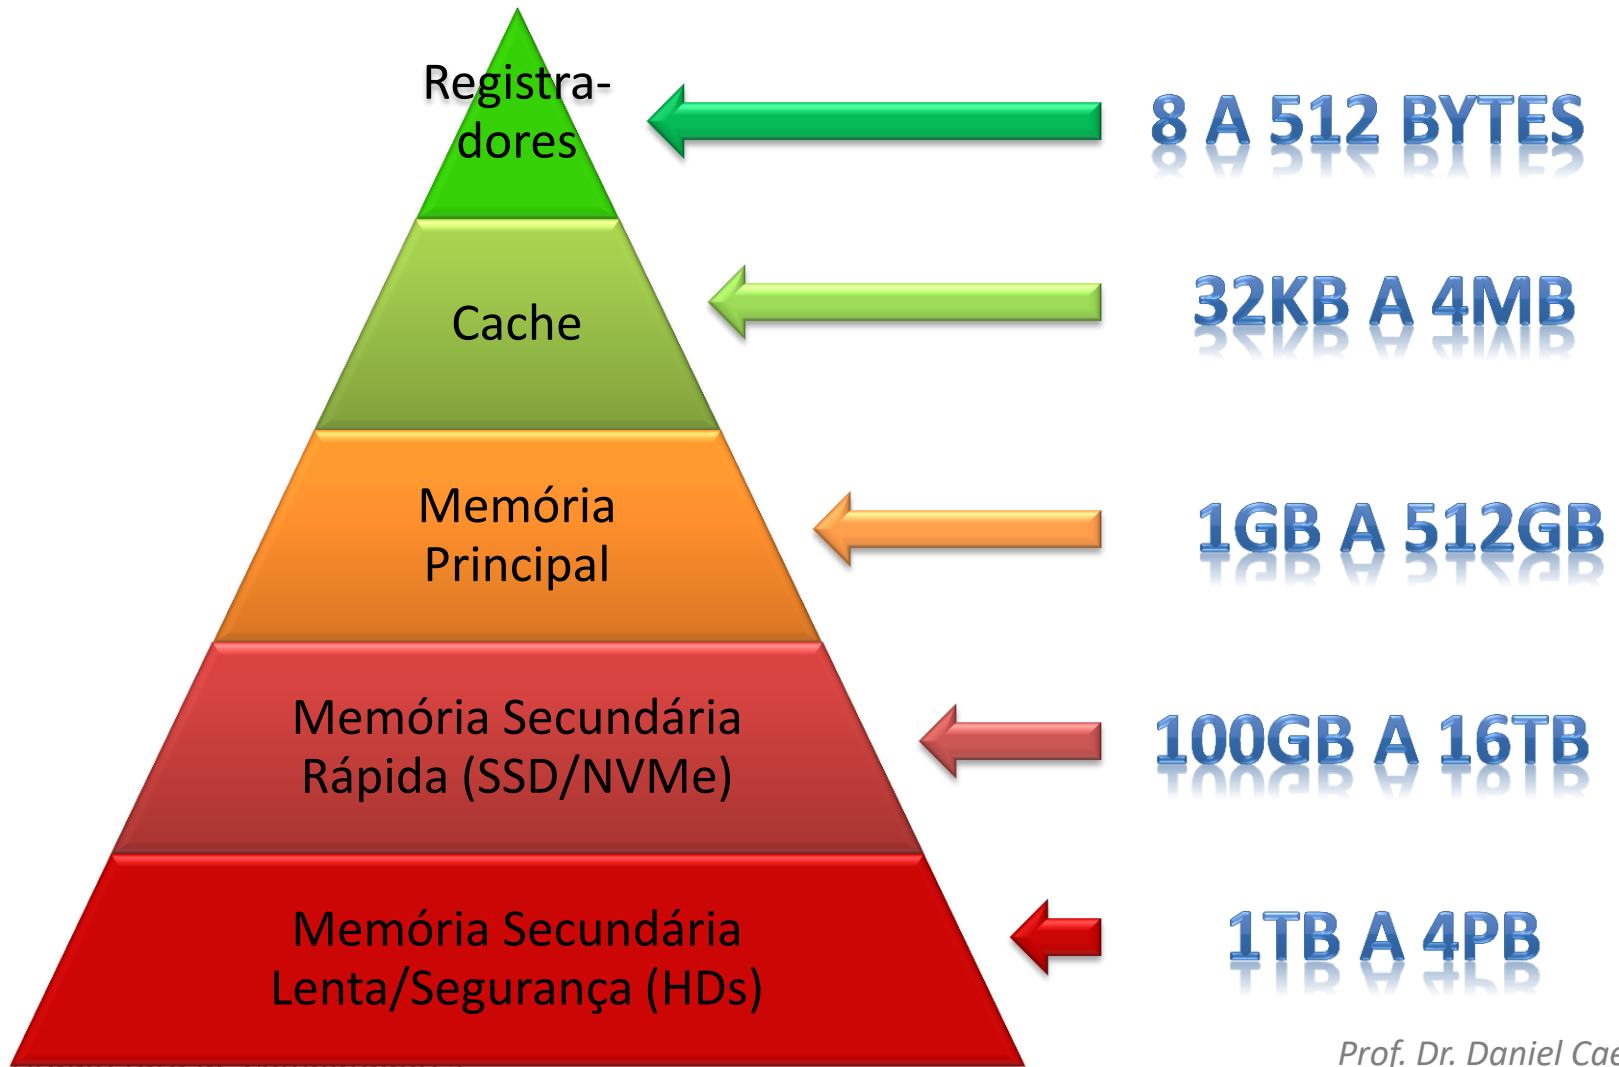 Registra-
dores
8 A 512 BYTES
Cache
32KB A 4MB
Memória
Principal
1GB A 512GB
Memória Secundária
Rápida (SSD/NVMe)
100GB A 16TB
Memória Secundária
Lenta/Segurança (HDs)
1TB A 4PB
Prof. Dr. Daniel